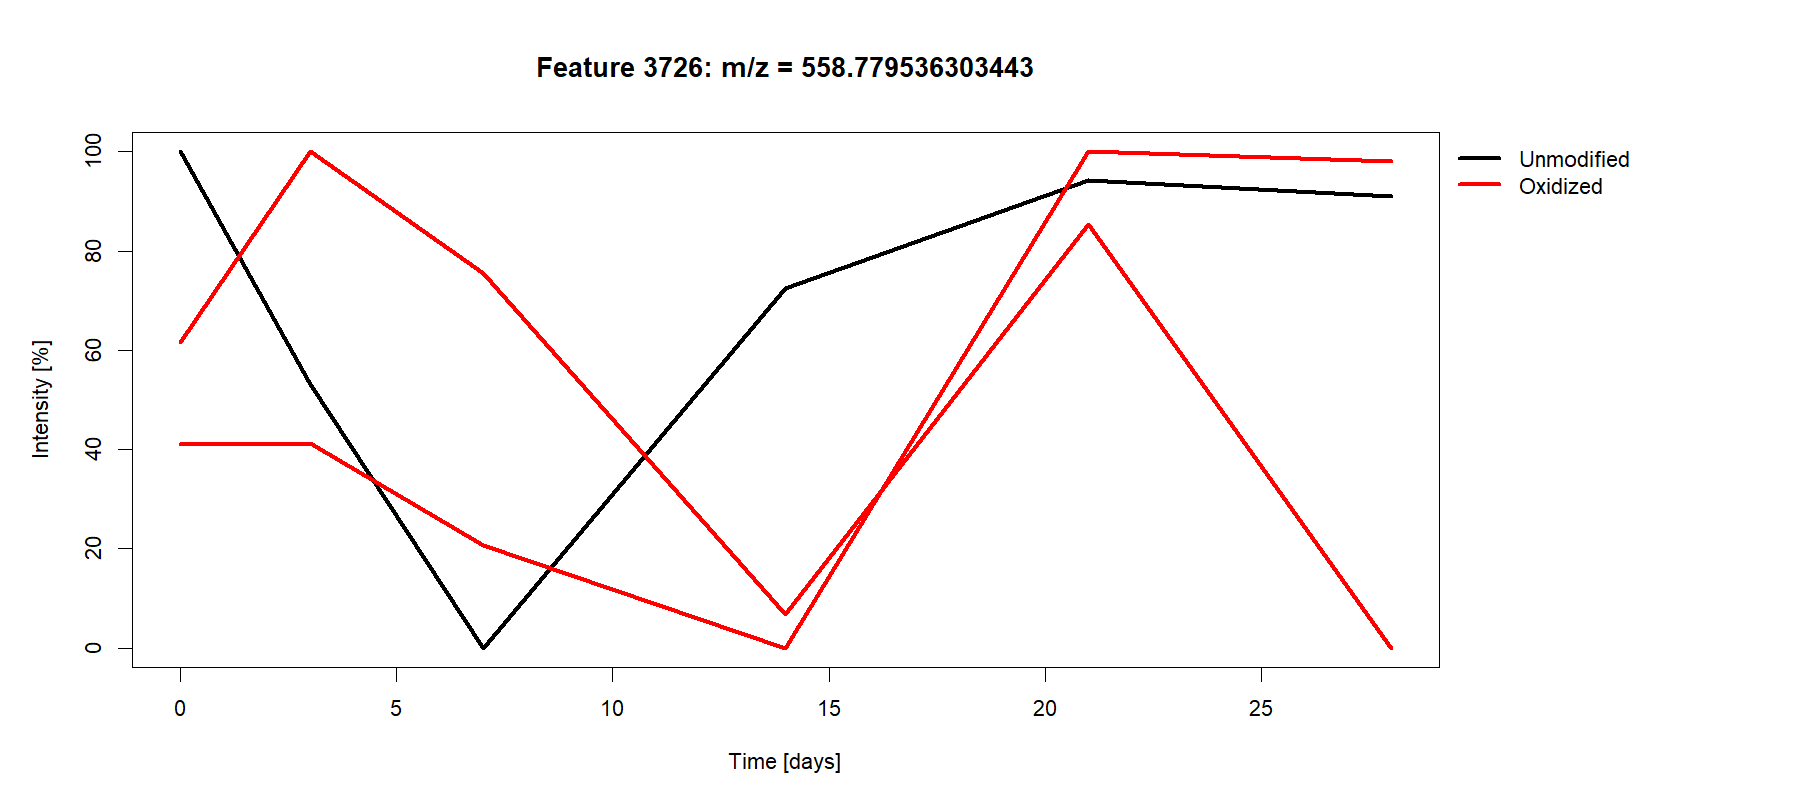 Feature 3726: m/z = 558.779536303443
100
80
60
40
20
0
Intensity [%]
0 5 10 15 20 25
Time [days]
Unmodified
Oxidized